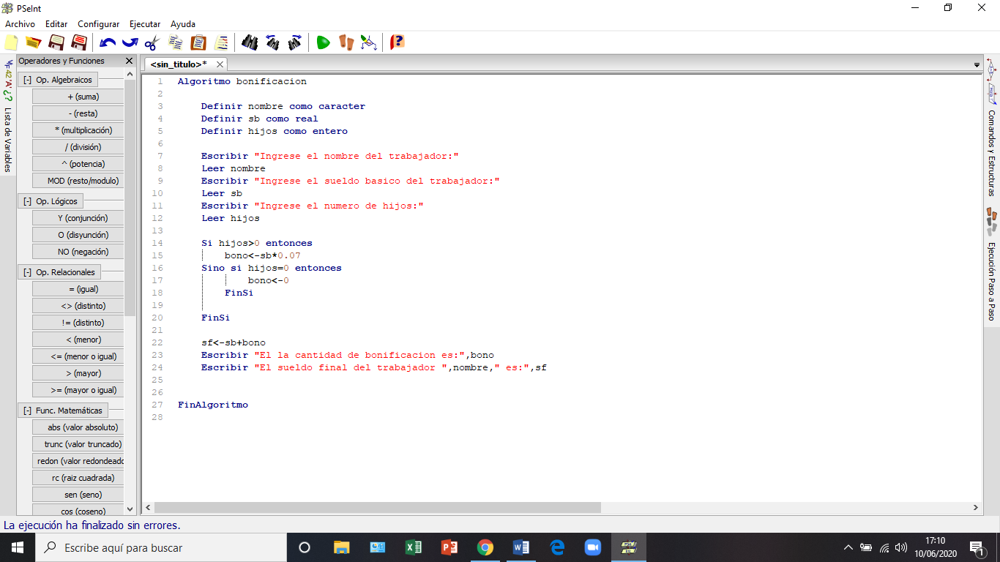 PSeInt
Archivo Editar Configurar Ejecutar Ayuda
Operadores y Funciones
[-] Op. Algebraicos
+ (suma)
- (resta)
* (multiplicación)
/ (división)
^ (potencia)
MOD (resto/modulo)
[-] Op. Lógicos
Y (conjunción)
O (disyunción)
NO (negación)
[-] Op. Relacionales
= (igual)
<> (distinto)
!= (distinto)
< (menor)
<= (menor o igual)
> (mayor)
>= (mayor o igual)
[-] Func. Matemáticas
abs (valor absoluto)
trunc (valor truncado)
redon (valor redondeado
rc (raiz cuadrada)
sen (seno)
cos (coseno)
42 'A' ¿?
Lista de Variables
<sin_titulo>*
1 Algoritmo bonificacion
2
3 Definir nombre como caracter
4 Definir sb como real
5 Definir hijos como entero
6
7 Escribir "Ingrese el nombre del trabajador:"
8 Leer nombre
9 Escribir "Ingrese el sueldo basico del trabajador:"
10 Leer sb
11 Escribir "Ingrese el numero de hijos:"
12 Leer hijos
13
14 Si hijos>0 entonces
15 bono<-sb*0.07
16 Sino si hijos=0 entonces
17 bono<-0
18 FinSi
19
20 FinSi
21
22 sf<-sb+bono
23 Escribir "El la cantidad de bonificacion es:",bono
24 Escribir "El sueldo final del trabajador ",nombre," es:",sf
25
26
27 FinAlgoritmo
28
Comandos y Estructuras
Ejecución Paso a Paso
La ejecución ha finalizado sin errores.
Escribe aquí para buscar
17:10
10/06/2020
1